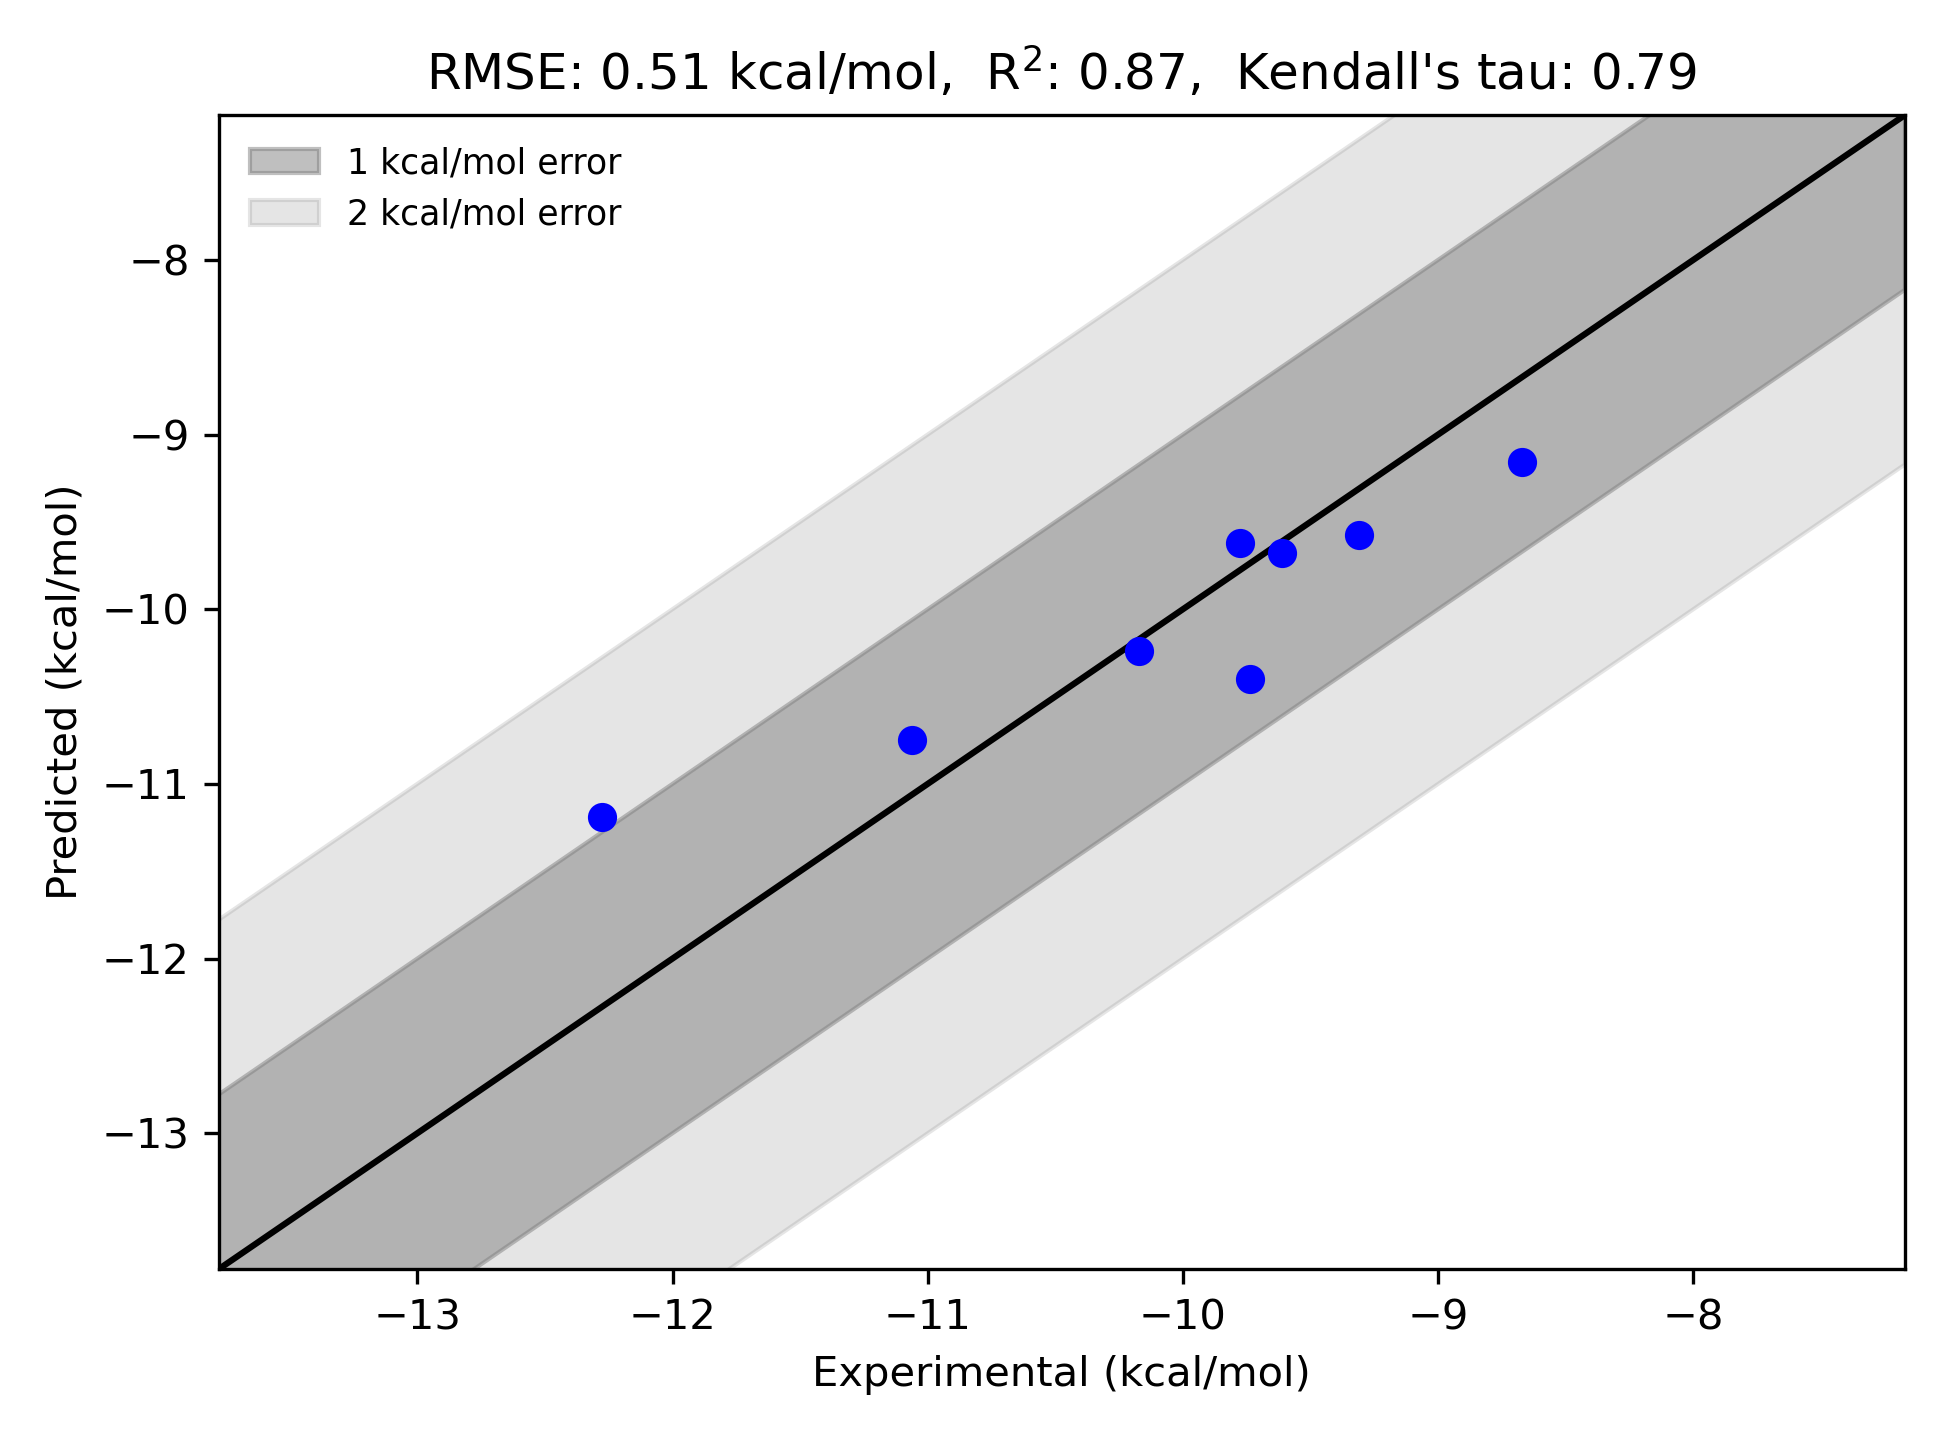 RMSE: 0.51 kcal/mol, R²: 0.87, Kendall's tau: 0.79
1 kcal/mol error
2 kcal/mol error
−8
−9
−10
−11
−12
−13
Predicted (kcal/mol)
−13 −12 −11 −10 −9 −8
Experimental (kcal/mol)